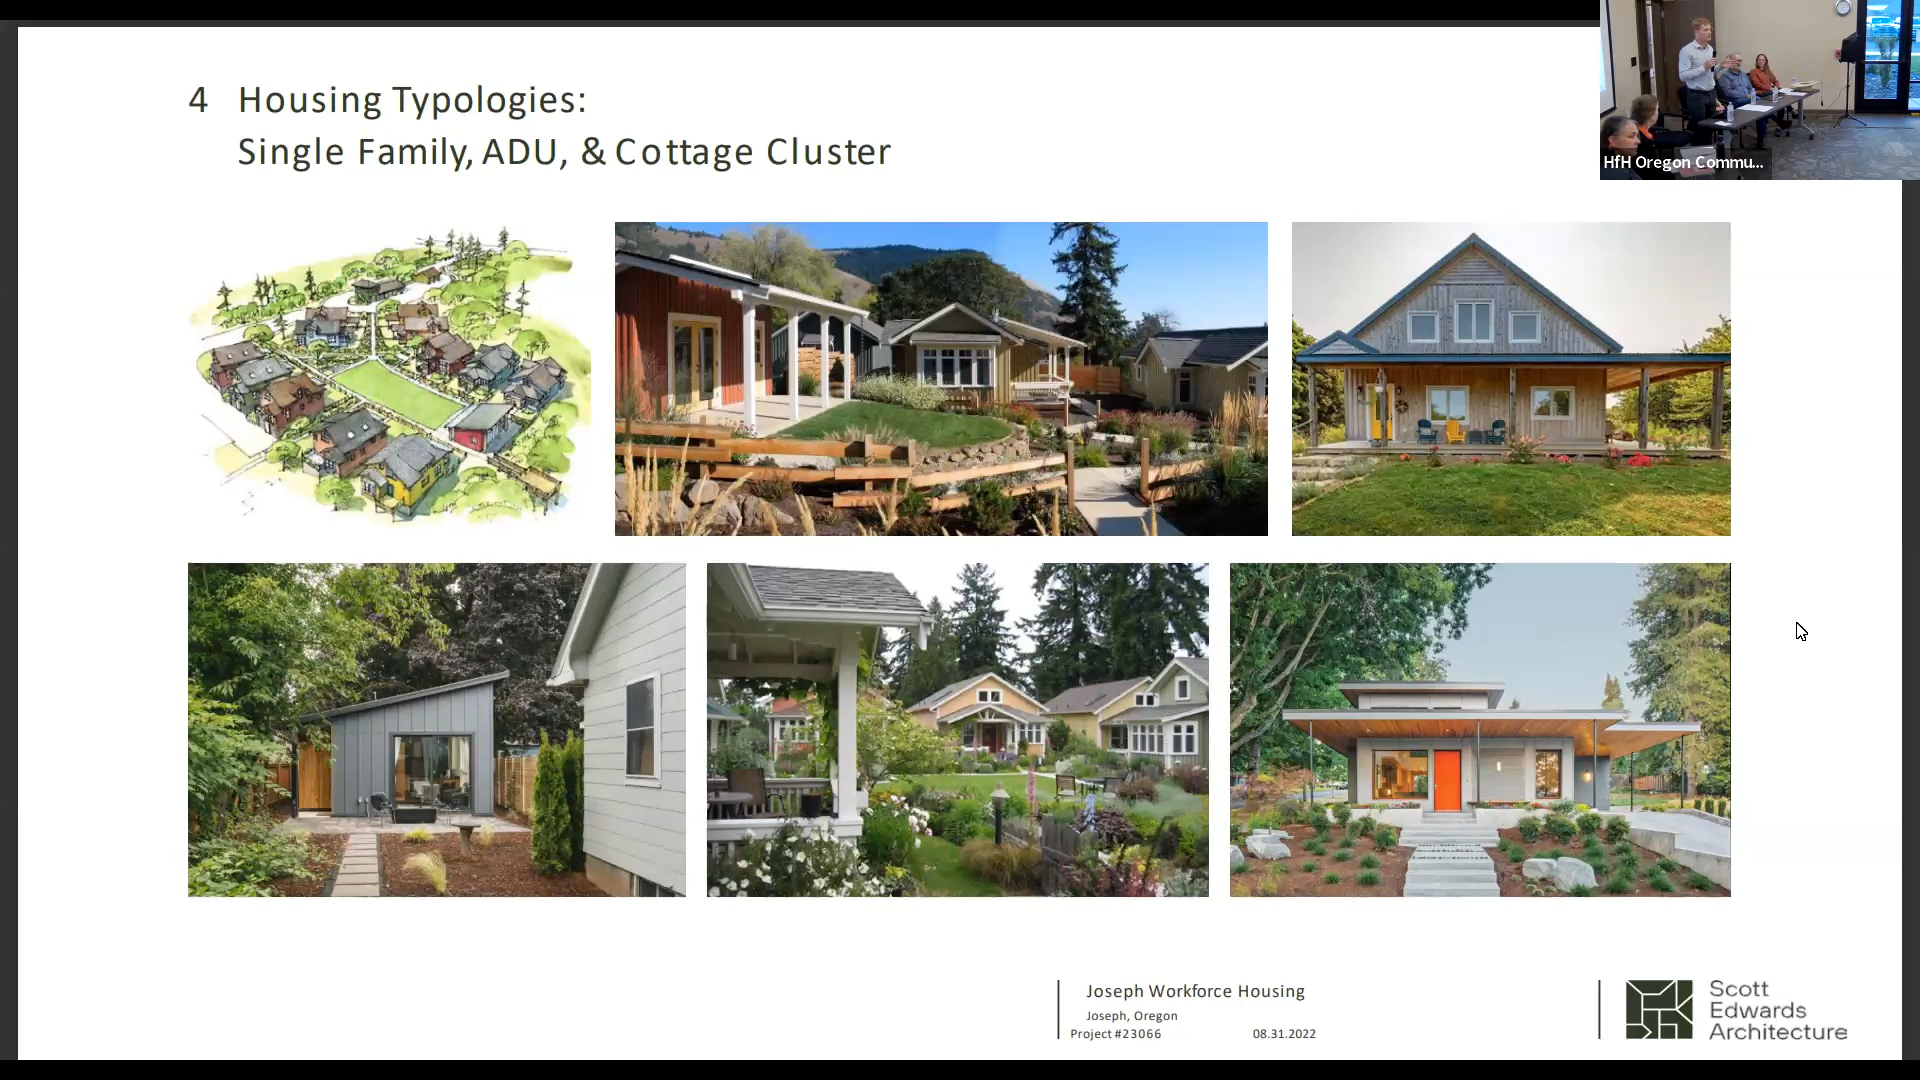 4 Housing Typologies:
Single Family, ADU, & Cottage Cluster
HfH Oregon Commu...
Joseph Workforce Housing
Joseph, Oregon
Project #23066 08.31.2022
Scott
Edwards
Architecture